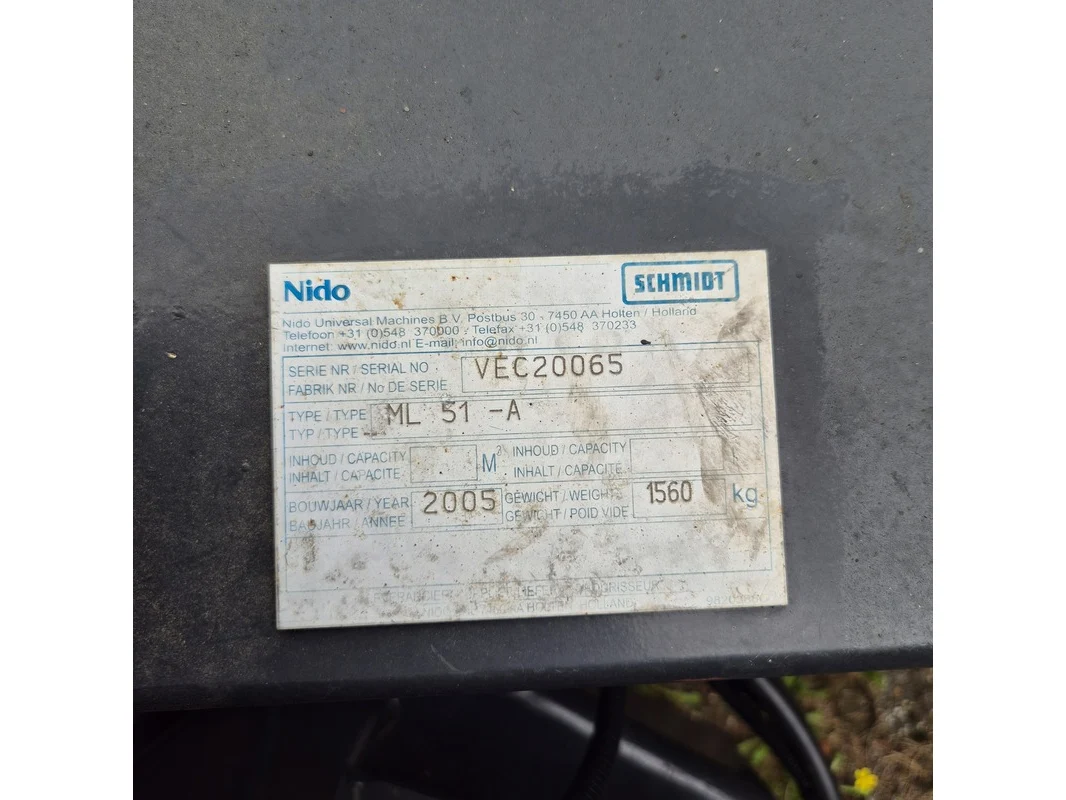 Nido
SCHMIDT
Nido Universal Machines B.V. Postbus 30 - 7450 AA Holten / Holland
Telefoon +31 (0)548 370000 - Telefax +31 (0)548 370233
Internet: www.nido.nl E-mail: info@nido.nl
SERIE NR / SERIAL NO VEC20065
FABRIK NR / No DE SERIE
TYPE / TYPE ML 51 -A
TYP / TYPE
INHOUD / CAPACITY M³ INHOUD / CAPACITY
INHALT / CAPACITE INHALT / CAPACITE
BOUWJAAR / YEAR 2005 GEWICHT / WEIGHT 1560 kg
BAUJAHR / ANNEE GEWICHT / POID VIDE
HOLLAND